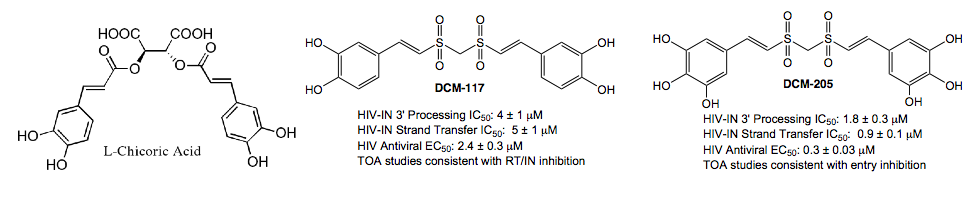 HOOC COOH
O O
O O
HO
HO
OH
OH
L-Chicoric Acid
O O
HO S S OH
HO O O OH
DCM-117
HIV-IN 3' Processing IC50: 4 ± 1 μM
HIV-IN Strand Transfer IC50: 5 ± 1 μM
HIV Antiviral EC50: 2.4 ± 0.3 μM
TOA studies consistent with RT/IN inhibition
O O
HO S S OH
O O
HO OH
OH OH
DCM-205
HIV-IN 3' Processing IC50: 1.8 ± 0.3 μM
HIV-IN Strand Transfer IC50: 0.9 ± 0.1 μM
HIV Antiviral EC50: 0.3 ± 0.03 μM
TOA studies consistent with entry inhibition